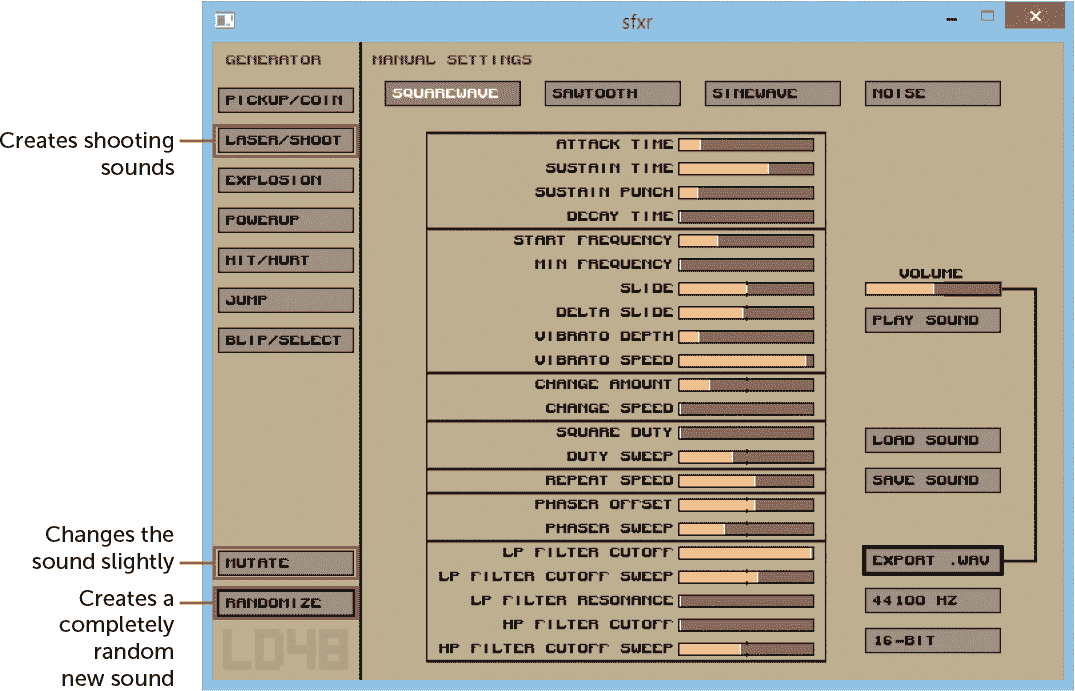 sfxr
GENERATOR
PICKUP/COIN
LASER/SHOOT
EXPLOSION
POWERUP
HIT/HURT
JUMP
BLIP/SELECT
MUTATE
RANDOMIZE
LD48
Creates shooting
sounds
Changes the
sound slightly
Creates a
completely
random
new sound
MANUAL SETTINGS
SQUAREWAVE
SAWTOOTH
SINEWAVE
NOISE
ATTACK TIME
SUSTAIN TIME
SUSTAIN PUNCH
DECAY TIME
START FREQUENCY
MIN FREQUENCY
SLIDE
DELTA SLIDE
VIBRATO DEPTH
VIBRATO SPEED
CHANGE AMOUNT
CHANGE SPEED
SQUARE DUTY
DUTY SWEEP
REPEAT SPEED
PHASER OFFSET
PHASER SWEEP
LP FILTER CUTOFF
LP FILTER CUTOFF SWEEP
LP FILTER RESONANCE
HP FILTER CUTOFF
HP FILTER CUTOFF SWEEP
VOLUME
PLAY SOUND
LOAD SOUND
SAVE SOUND
EXPORT .WAV
44100 HZ
16-BIT